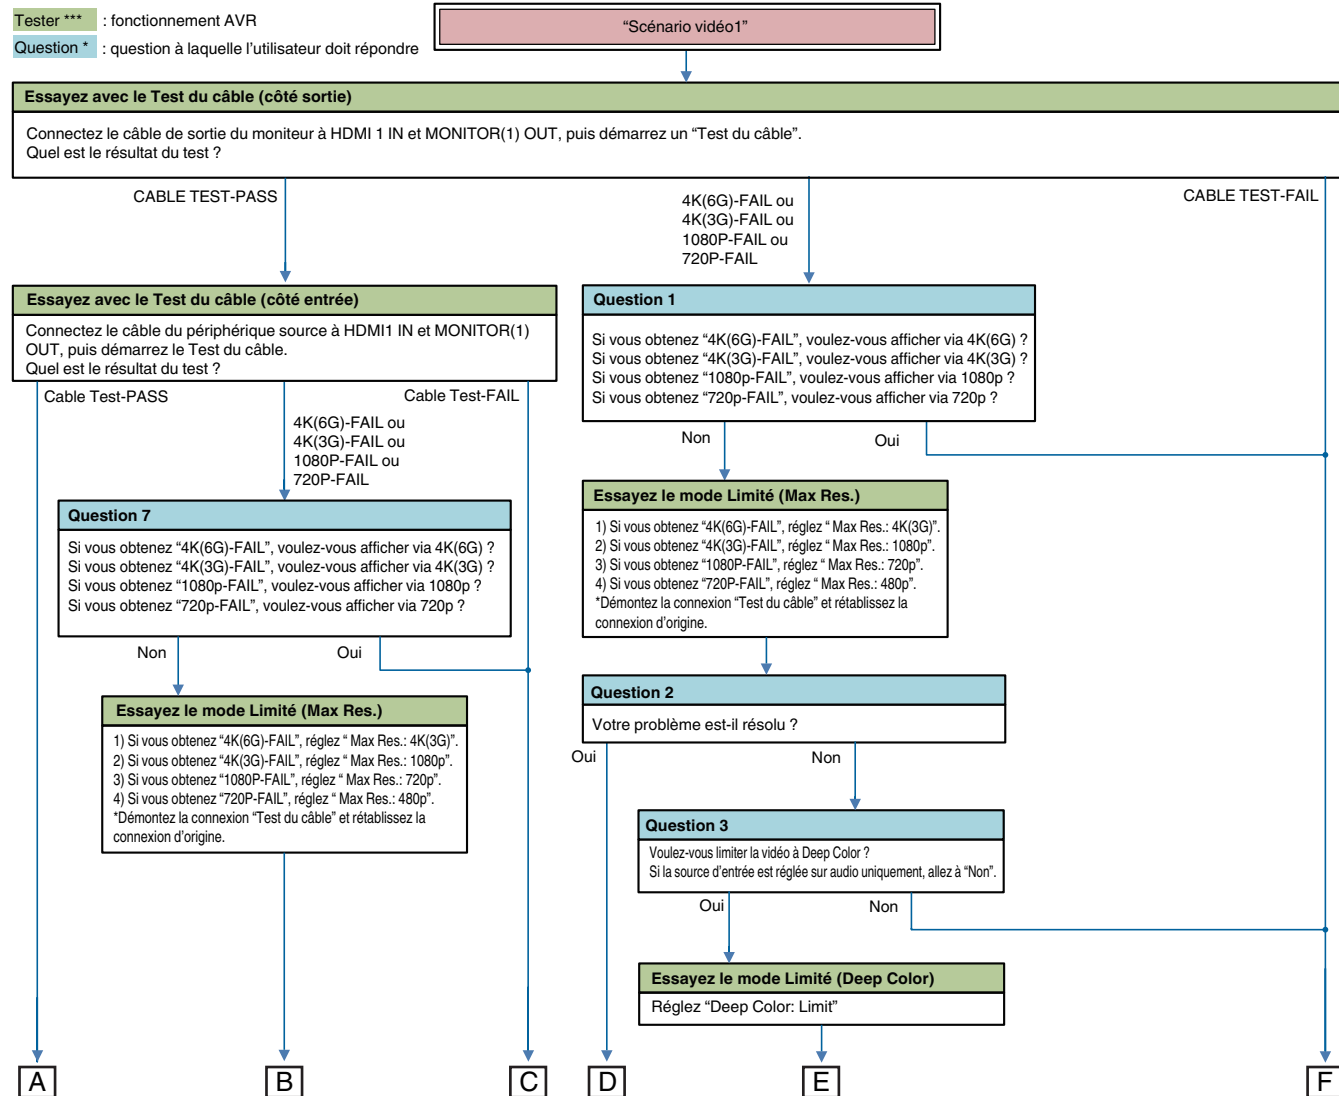 Tester *** : fonctionnement AVR
Question * : question à laquelle l’utilisateur doit répondre
“Scénario vidéo1”
Essayez avec le Test du câble (côté sortie)
Connectez le câble de sortie du moniteur à HDMI 1 IN et MONITOR(1) OUT, puis démarrez un “Test du câble”.
Quel est le résultat du test ?
CABLE TEST-PASS
4K(6G)-FAIL ou
4K(3G)-FAIL ou
1080P-FAIL ou
720P-FAIL
CABLE TEST-FAIL
Essayez avec le Test du câble (côté entrée)
Connectez le câble du périphérique source à HDMI1 IN et MONITOR(1)
OUT, puis démarrez le Test du câble.
Quel est le résultat du test ?
Question 1
Si vous obtenez “4K(6G)-FAIL”, voulez-vous afficher via 4K(6G) ?
Si vous obtenez “4K(3G)-FAIL”, voulez-vous afficher via 4K(3G) ?
Si vous obtenez “1080p-FAIL”, voulez-vous afficher via 1080p ?
Si vous obtenez “720p-FAIL”, voulez-vous afficher via 720p ?
Cable Test-PASS
4K(6G)-FAIL ou
4K(3G)-FAIL ou
1080P-FAIL ou
720P-FAIL
Cable Test-FAIL
Non
Oui
Question 7
Si vous obtenez “4K(6G)-FAIL”, voulez-vous afficher via 4K(6G) ?
Si vous obtenez “4K(3G)-FAIL”, voulez-vous afficher via 4K(3G) ?
Si vous obtenez “1080p-FAIL”, voulez-vous afficher via 1080p ?
Si vous obtenez “720p-FAIL”, voulez-vous afficher via 720p ?
Essayez le mode Limité (Max Res.)
1) Si vous obtenez “4K(6G)-FAIL”, réglez “ Max Res.: 4K(3G)”.
2) Si vous obtenez “4K(3G)-FAIL”, réglez “ Max Res.: 1080p”.
3) Si vous obtenez “1080P-FAIL”, réglez “ Max Res.: 720p”.
4) Si vous obtenez “720P-FAIL”, réglez “ Max Res.: 480p”.
*Démontez la connexion “Test du câble” et rétablissez la
connexion d’origine.
Non
Oui
Essayez le mode Limité (Max Res.)
1) Si vous obtenez “4K(6G)-FAIL”, réglez “ Max Res.: 4K(3G)”.
2) Si vous obtenez “4K(3G)-FAIL”, réglez “ Max Res.: 1080p”.
3) Si vous obtenez “1080P-FAIL”, réglez “ Max Res.: 720p”.
4) Si vous obtenez “720P-FAIL”, réglez “ Max Res.: 480p”.
*Démontez la connexion “Test du câble” et rétablissez la
connexion d’origine.
Question 2
Votre problème est-il résolu ?
Oui
Non
Question 3
Voulez-vous limiter la vidéo à Deep Color ?
Si la source d’entrée est réglée sur audio uniquement, allez à “Non”.
Oui
Non
Essayez le mode Limité (Deep Color)
Réglez “Deep Color: Limit”
A
B
C
D
E
F